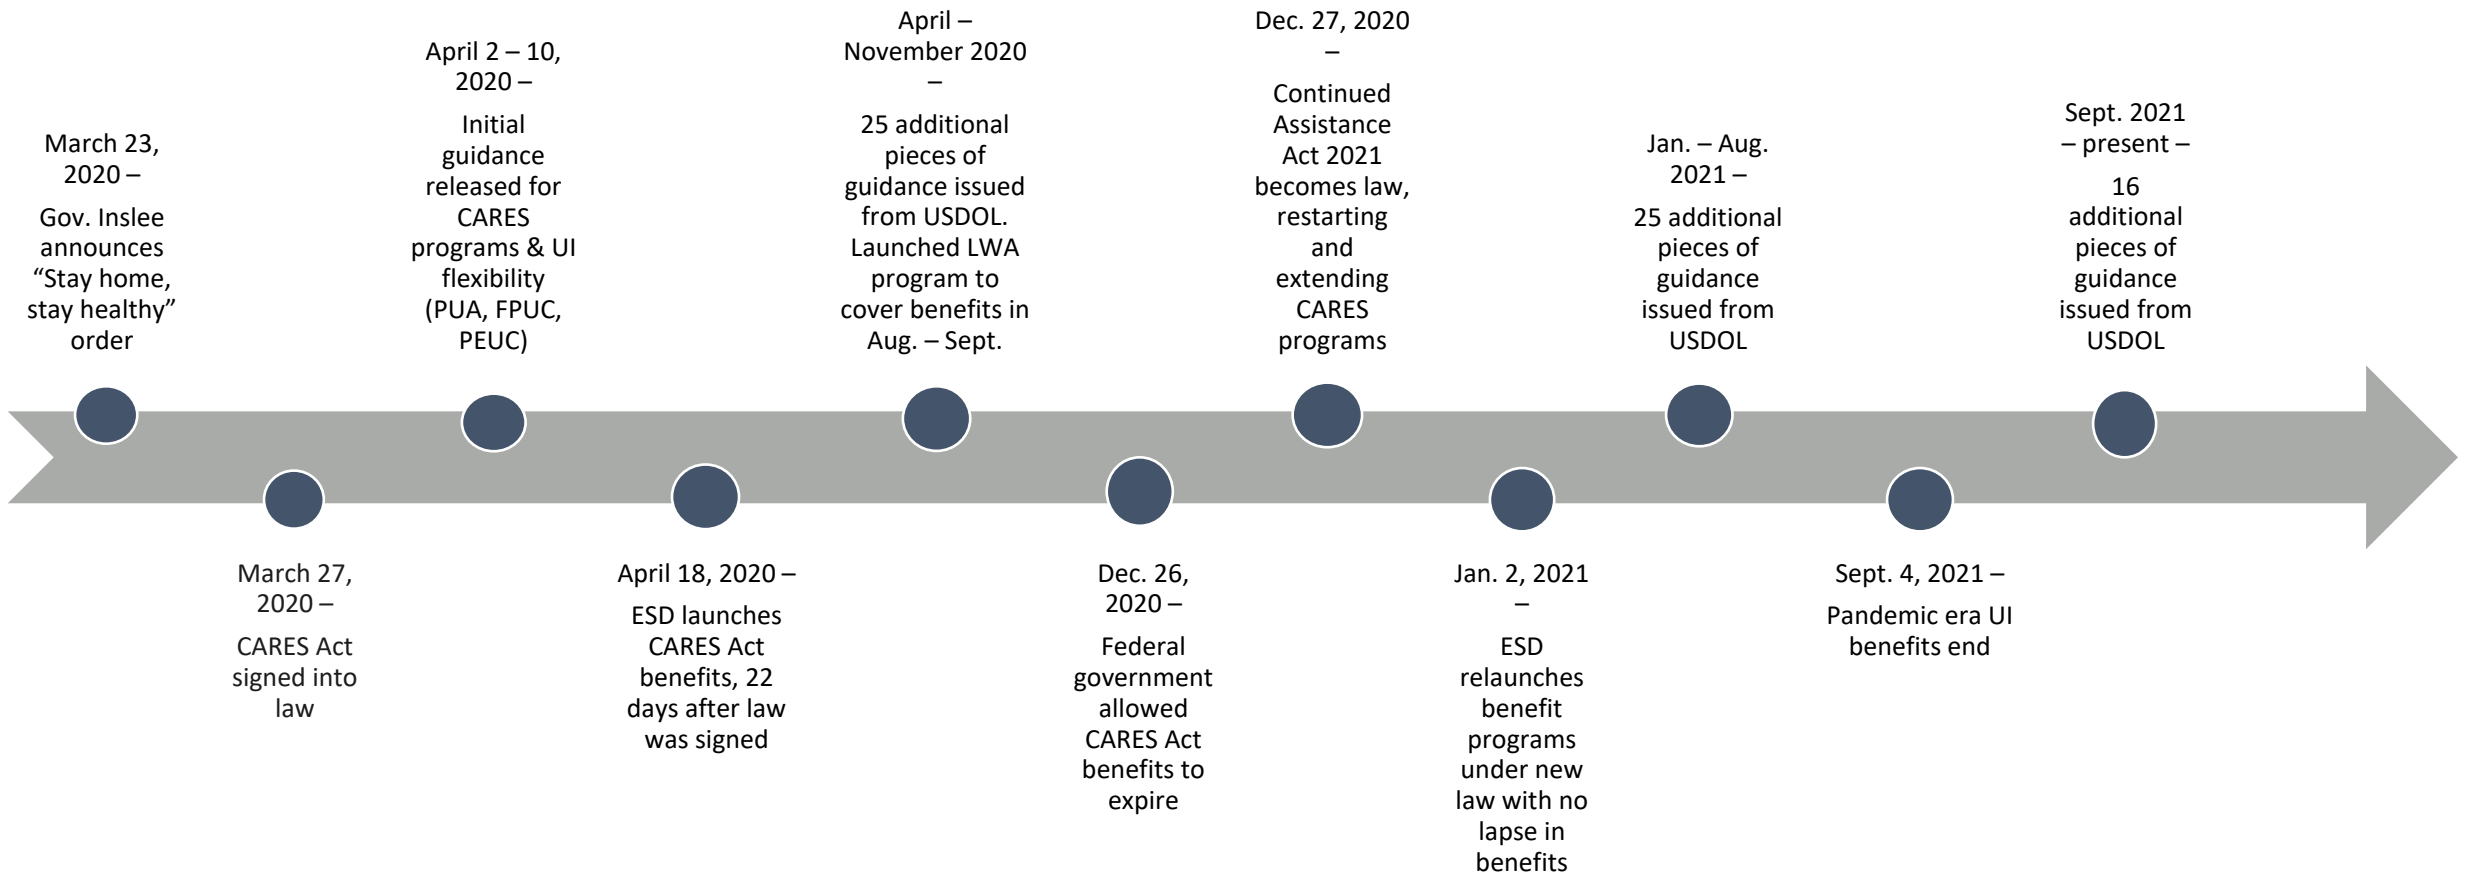 March 23,
2020 –
Gov. Inslee
announces
“Stay home,
stay healthy”
order
March 27,
2020 –
CARES Act
signed into
law
April 2 – 10,
2020 –
Initial
guidance
released for
CARES
programs & UI
flexibility
(PUA, FPUC,
PEUC)
April 18, 2020 –
ESD launches
CARES Act
benefits, 22
days after law
was signed
April –
November 2020
–
25 additional
pieces of
guidance issued
from USDOL.
Launched LWA
program to
cover benefits in
Aug. – Sept.
Dec. 26,
2020 –
Federal
government
allowed
CARES Act
benefits to
expire
Dec. 27, 2020
–
Continued
Assistance
Act 2021
becomes law,
restarting
and
extending
CARES
programs
Jan. 2, 2021
–
ESD
relaunches
benefit
programs
under new
law with no
lapse in
benefits
Jan. – Aug.
2021 –
25 additional
pieces of
guidance
issued from
USDOL
Sept. 4, 2021 –
Pandemic era UI
benefits end
Sept. 2021
– present –
16
additional
pieces of
guidance
issued from
USDOL